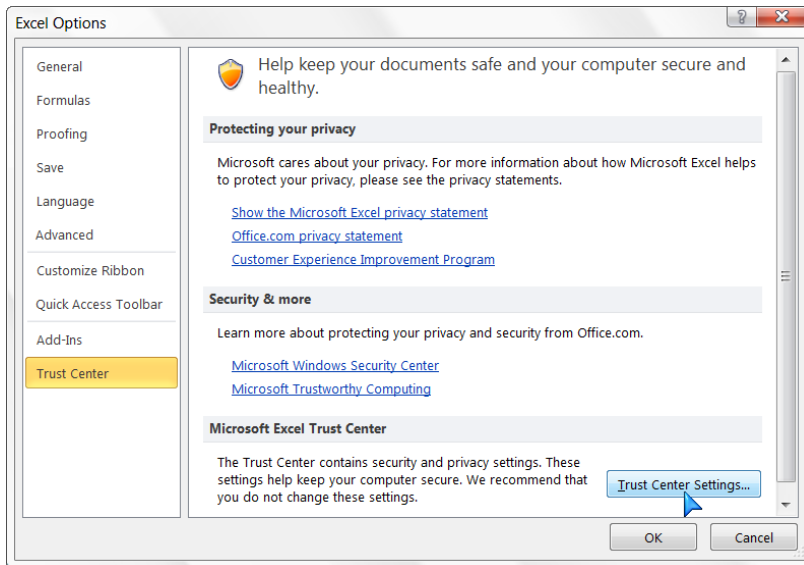 Excel Options
General
Formulas
Proofing
Save
Language
Advanced
Customize Ribbon
Quick Access Toolbar
Add-Ins
Trust Center
Help keep your documents safe and your computer secure and
healthy.
Protecting your privacy
Microsoft cares about your privacy. For more information about how Microsoft Excel helps
to protect your privacy, please see the privacy statements.
Show the Microsoft Excel privacy statement
Office.com privacy statement
Customer Experience Improvement Program
Security & more
Learn more about protecting your privacy and security from Office.com.
Microsoft Windows Security Center
Microsoft Trustworthy Computing
Microsoft Excel Trust Center
The Trust Center contains security and privacy settings. These
settings help keep your computer secure. We recommend that
you do not change these settings.
Trust Center Settings...
OK
Cancel